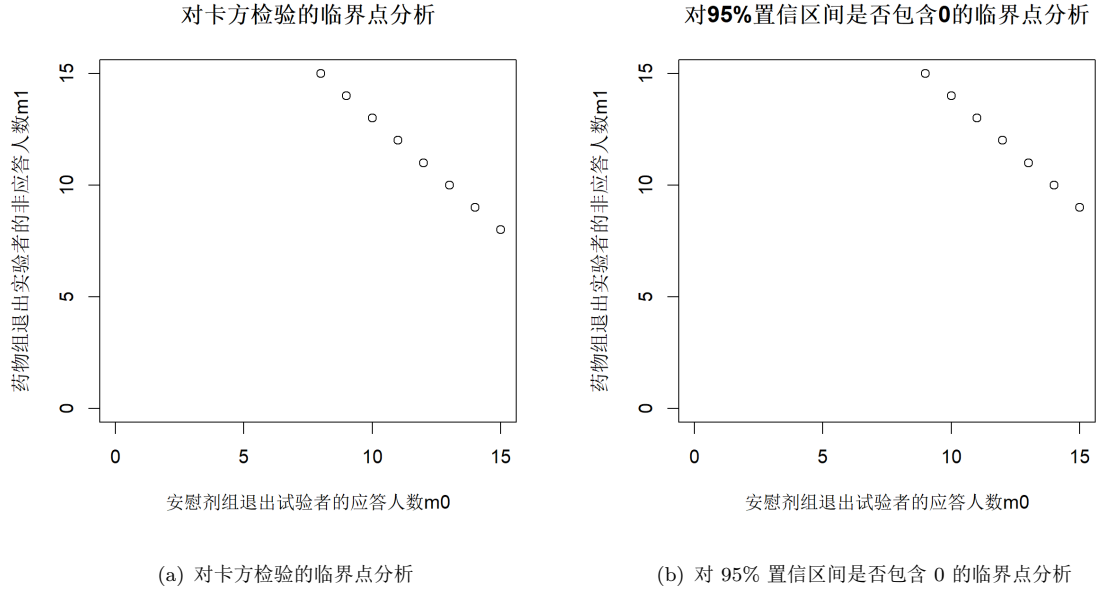 对卡方检验的临界点分析
药物组退出实验者的非应答人数m1
15
10
5
0
0 5 10 15
安慰剂组退出试验者的应答人数m0
(a) 对卡方检验的临界点分析
对95%置信区间是否包含0的临界点分析
药物组退出实验者的非应答人数m1
15
10
5
0
0 5 10 15
安慰剂组退出试验者的应答人数m0
(b) 对 95% 置信区间是否包含 0 的临界点分析